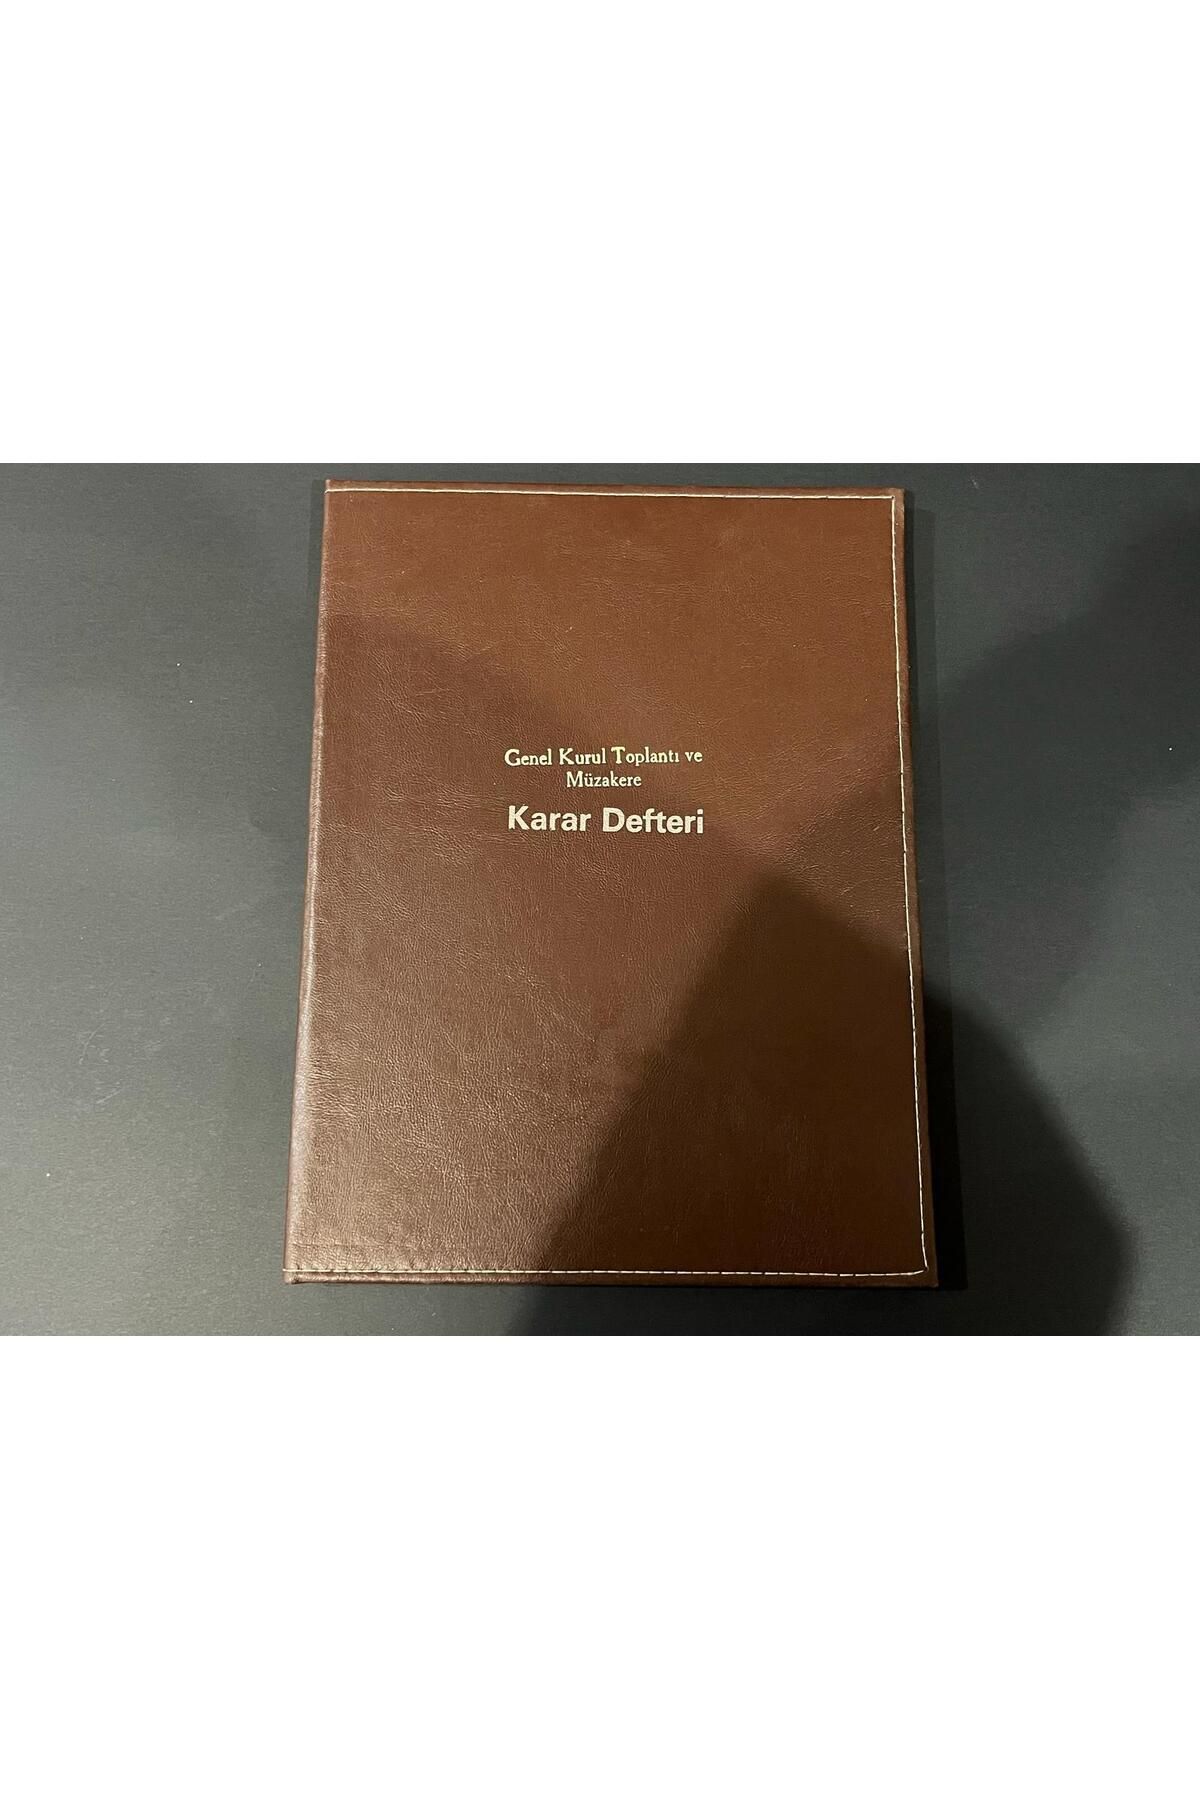 Genel Kurul Toplantı ve
Müzakere
Karar Defteri